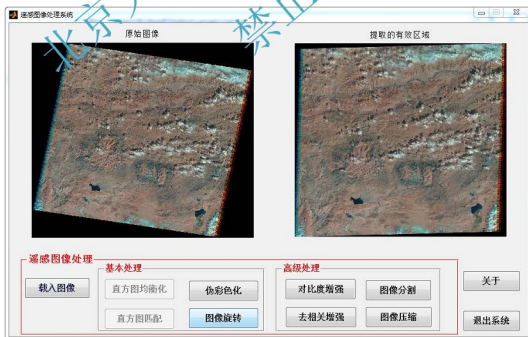 遥感图像处理系统
北京
禁止
原始图像
提取的有效区域
遥感图像处理
基本处理
高级处理
载入图像
直方图均衡化
伪彩色化
对比度增强
图像分割
关于
直方图匹配
图像旋转
去相关增强
图像压缩
退出系统